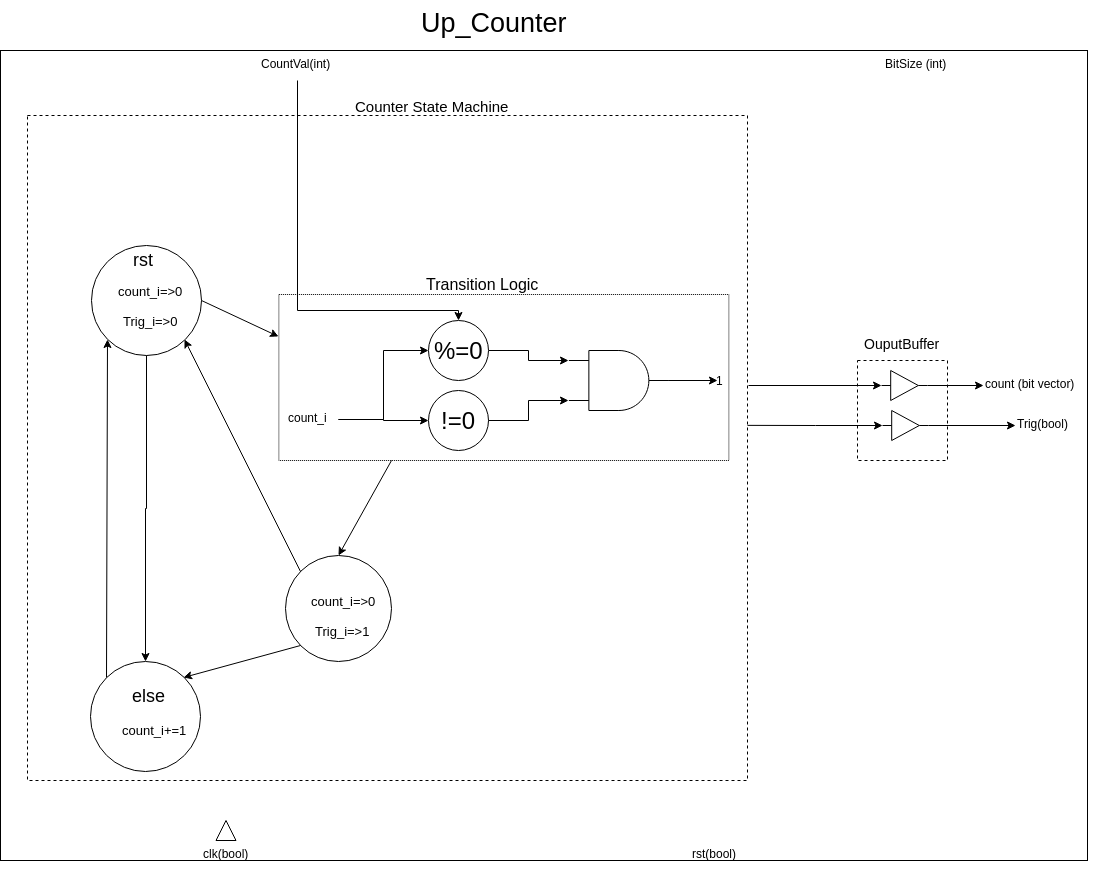 Up_Counter
CountVal(int)
BitSize (int)
Counter State Machine
rst
count_i=>0
Trig_i=>0
Transition Logic
%=0
!=0
count_i
1
OuputBuffer
count (bit vector)
Trig(bool)
count_i=>0
Trig_i=>1
else
count_i+=1
clk(bool)
rst(bool)